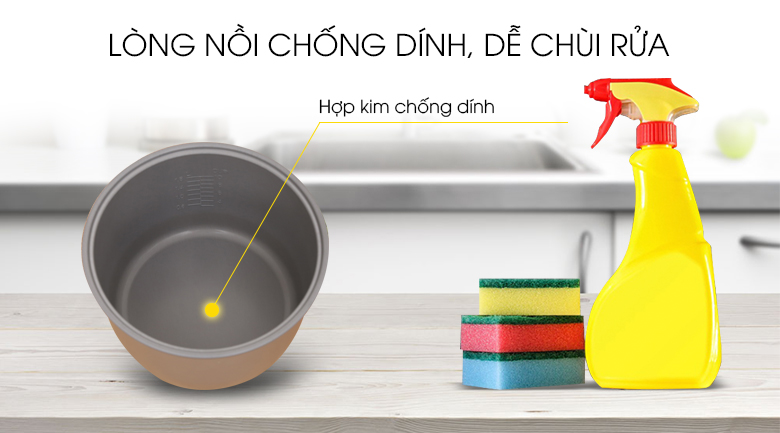 LÒNG NỒI CHỐNG DÍNH, DỄ CHÙI RỬA
Hợp kim chống dính